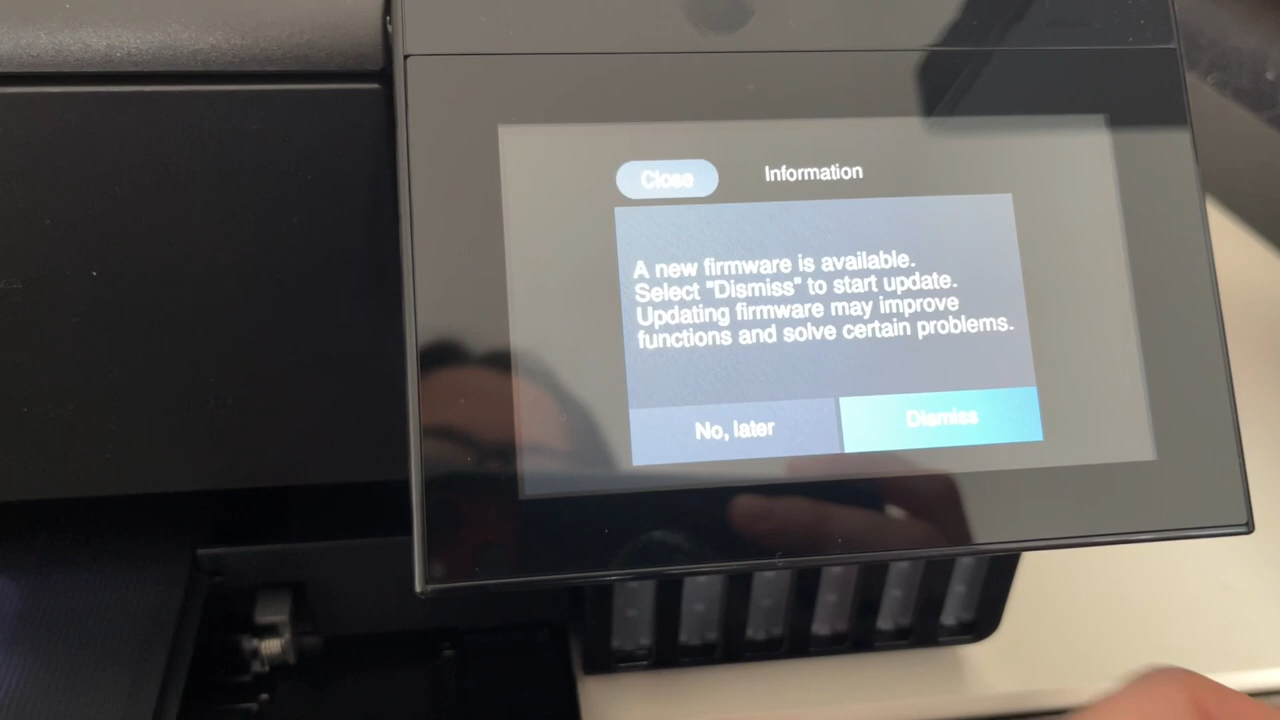 Close
Information
A new firmware is available.
Select "Dismiss" to start update.
Updating firmware may improve
functions and solve certain problems.
No, later
Dismiss